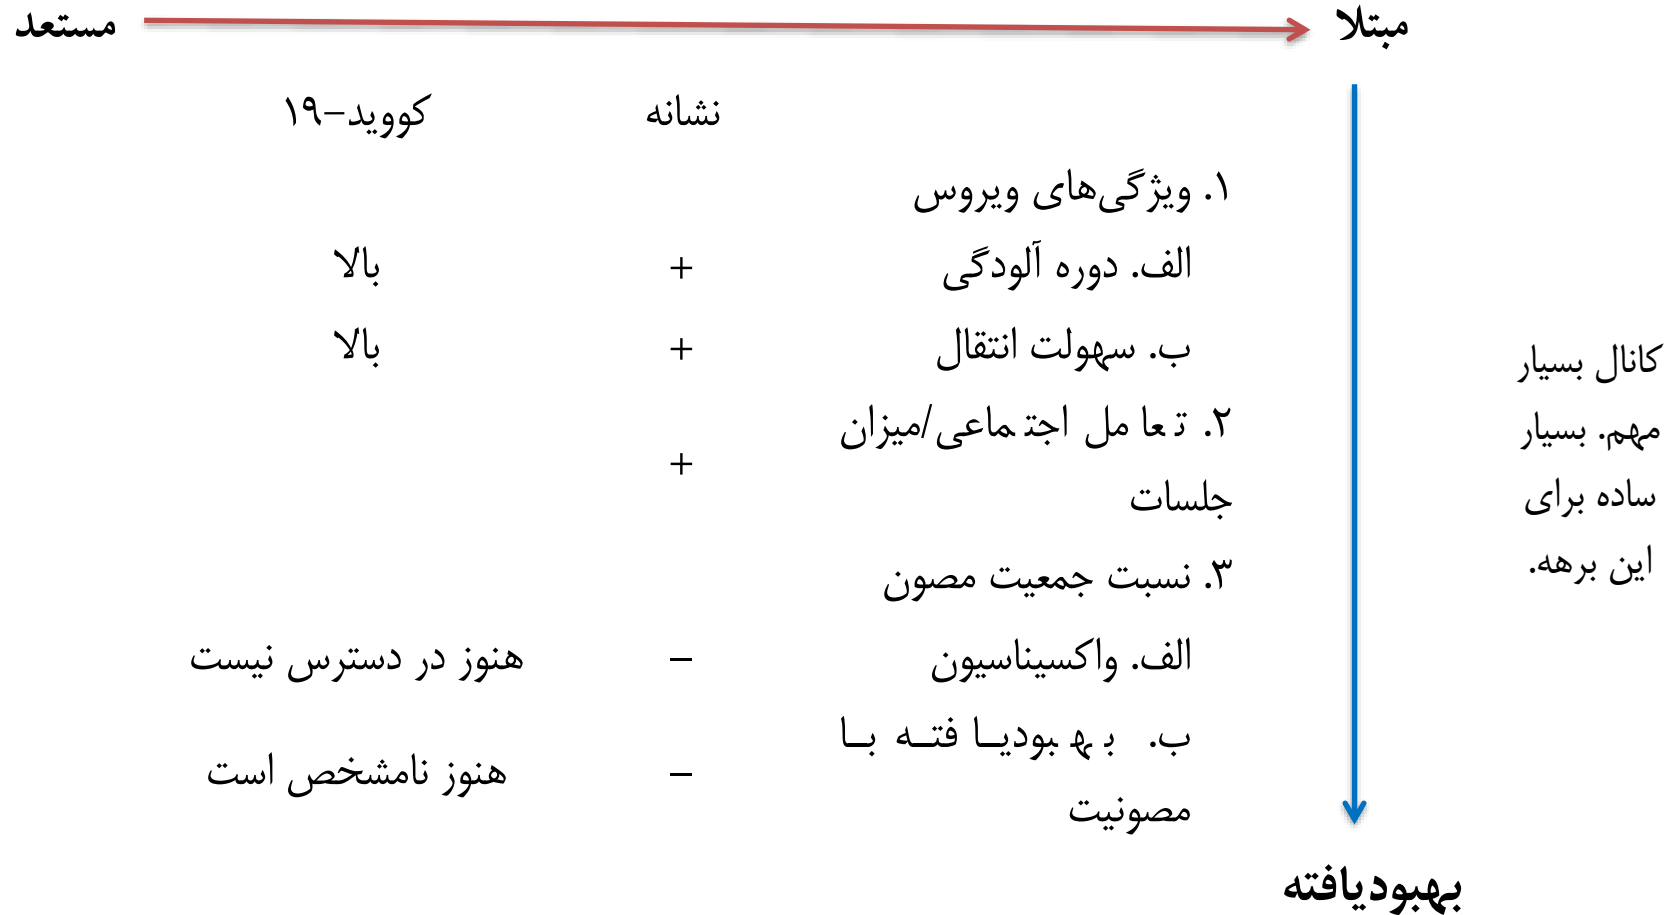 مبتلا
مستعد
نشانه
کووید-۱۹
۱. ویژگی‌های ویروس
الف. دوره آلودگی
+
بالا
ب. سهولت انتقال
+
بالا
۲. تعامل اجتماعی/میزان
جلسات
+
۳. نسبت جمعیت مصون
الف. واکسیناسیون
-
هنوز در دسترس نیست
ب. بهبودیافته با
مصونیت
-
هنوز نامشخص است
کانال بسیار
مهم. بسیار
ساده برای
این برهه.
بهبودیافته